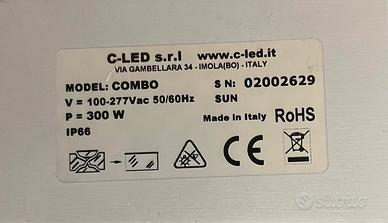 C-LED s.r.l www.c-led.it
VIA GAMBELLARA 34 - IMOLA(BO) - ITALY
MODEL: COMBO S N: 02002629
V = 100-277Vac 50/60Hz SUN
P = 300 W Made in Italy RoHS
IP66
CE
subito